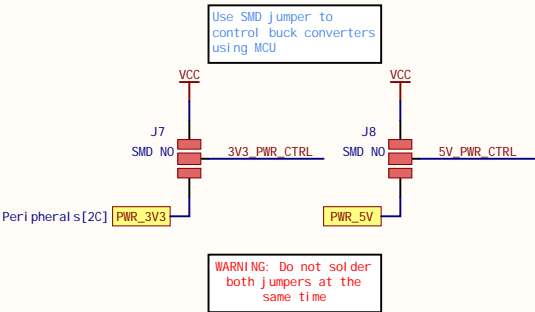 Use SMD jumper to
control buck converters
using MCU
VCC
VCC
J7
J8
SMD NO
3V3_PWR_CTRL
SMD NO
5V_PWR_CTRL
Peripherals[2C]
PWR_3V3
PWR_5V
WARNING: Do not solder
both jumpers at the
same time